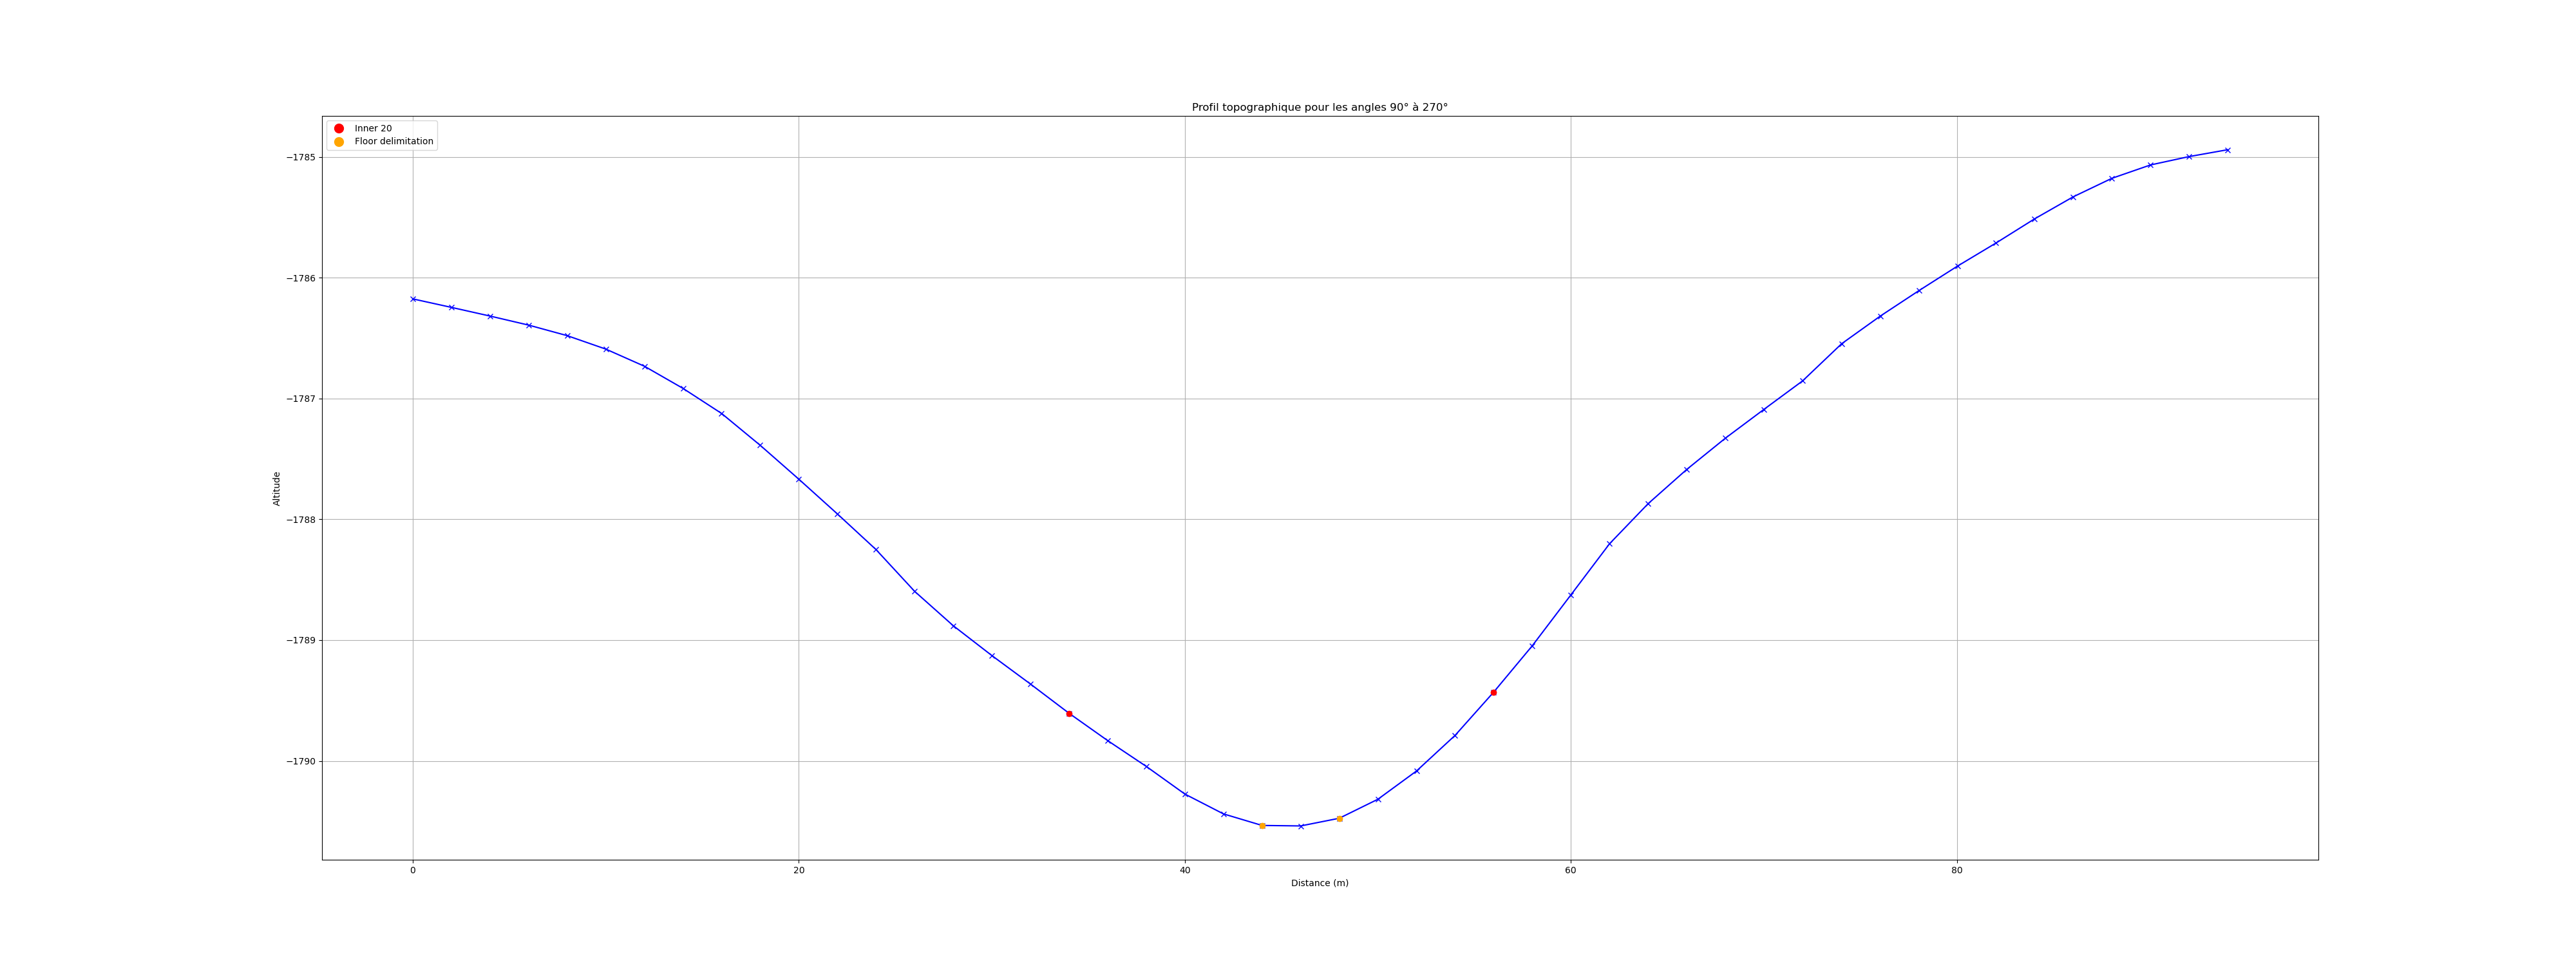 Profil topographique pour les angles 90° à 270°
Inner 20
Floor delimitation
−1785
−1786
−1787
−1788
−1789
−1790
Altitude
0
20
40
60
80
Distance (m)